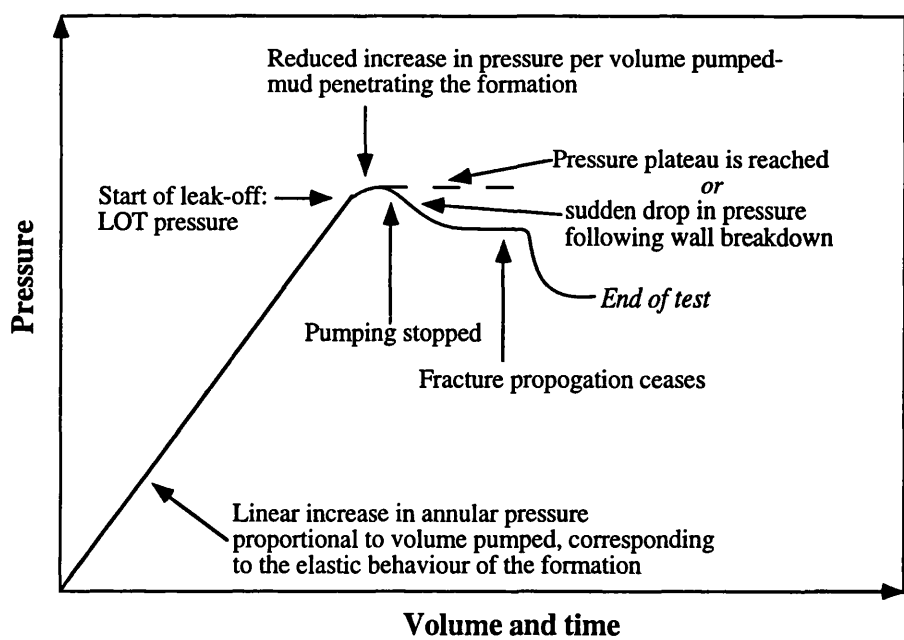 Reduced increase in pressure per volume pumped-
mud penetrating the formation
Pressure plateau is reached
or
sudden drop in pressure
following wall breakdown
Start of leak-off:
LOT pressure
End of test
Pumping stopped
Fracture propogation ceases
Linear increase in annular pressure
proportional to volume pumped, corresponding
to the elastic behaviour of the formation
Pressure
Volume and time